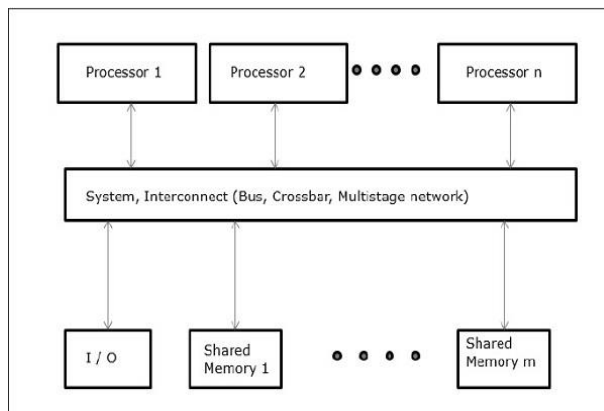 Processor 1
Processor 2
Processor n
System, Interconnect (Bus, Crossbar, Multistage network)
I / O
Shared
Memory 1
Shared
Memory m